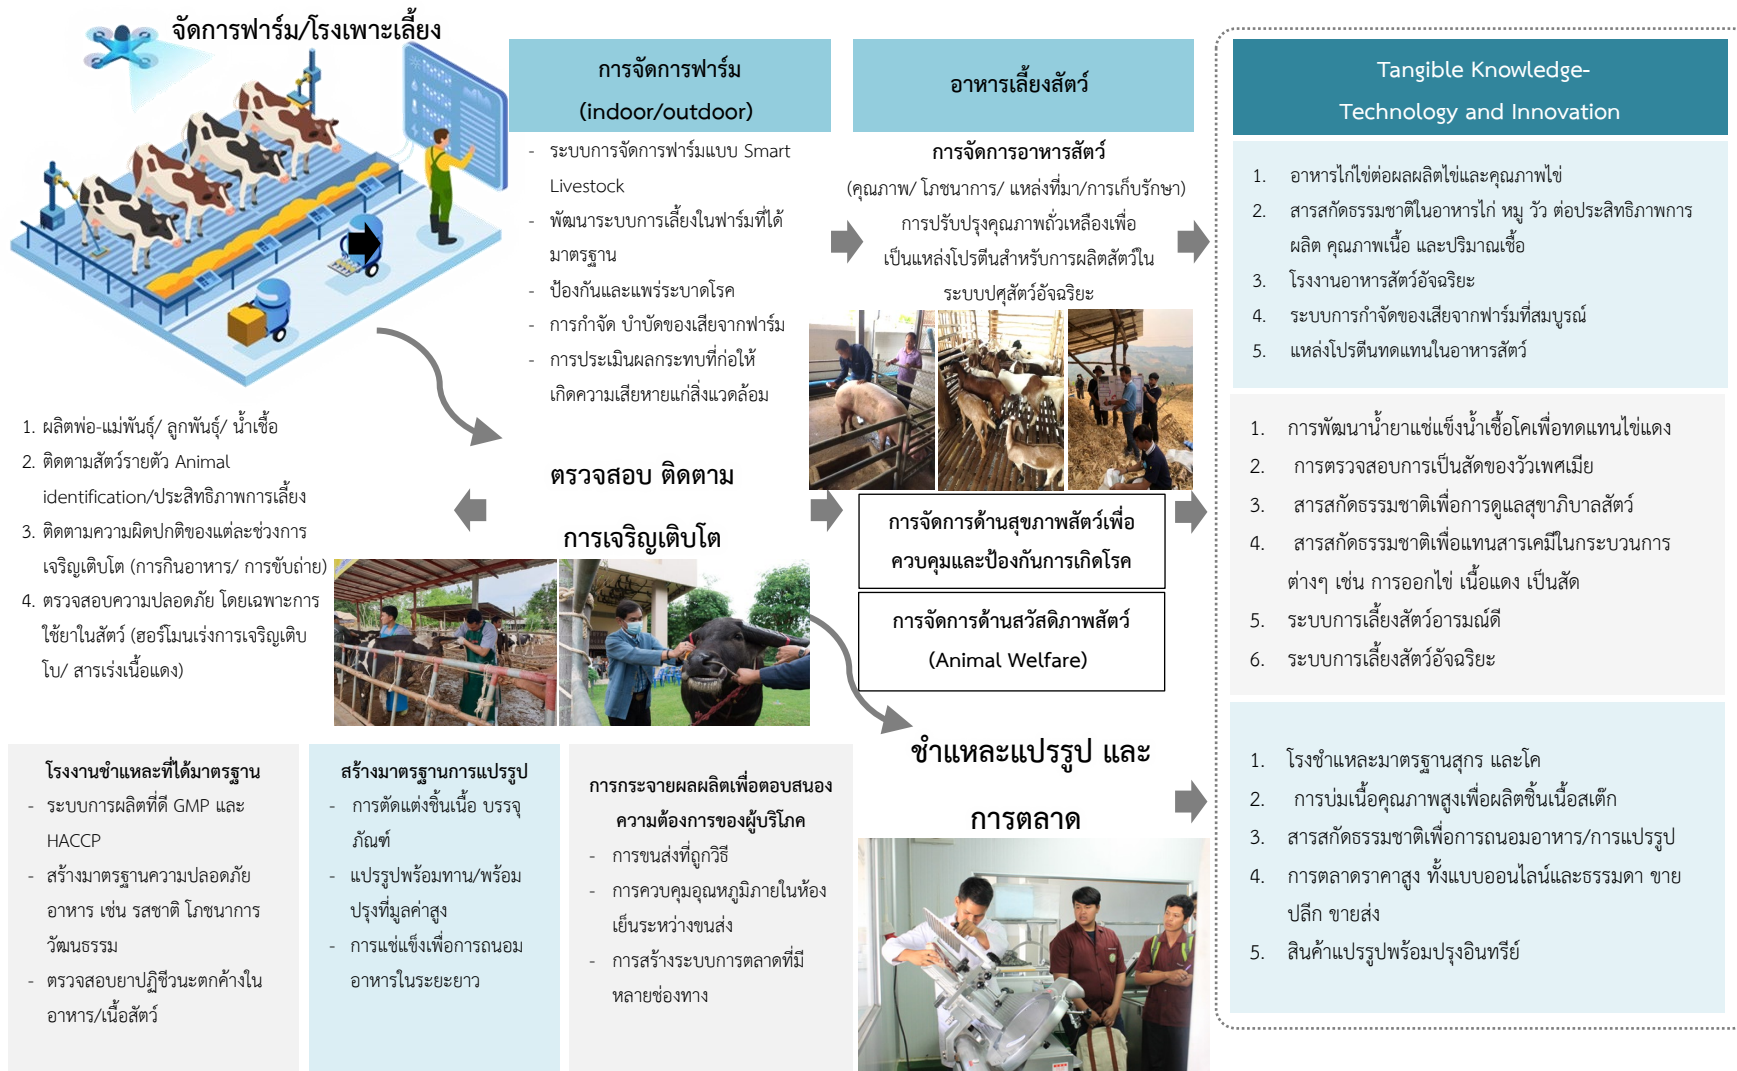 จัดการฟาร์ม/โรงเพาะเลี้ยง
การจัดการฟาร์ม
(indoor/outdoor)
- ระบบการจัดการฟาร์มแบบ Smart
Livestock
- พัฒนาระบบการเลี้ยงในฟาร์มที่ได้
มาตรฐาน
- ป้องกันและแพร่ระบาดโรค
- การกำจัด บำบัดของเสียจากฟาร์ม
- การประเมินผลกระทบที่ก่อให้
เกิดความเสียหายแก่สิ่งแวดล้อม
อาหารเลี้ยงสัตว์
การจัดการอาหารสัตว์
(คุณภาพ/ โภชนาการ/ แหล่งที่มา/การเก็บรักษา)
การปรับปรุงคุณภาพถั่วเหลืองเพื่อ
เป็นแหล่งโปรตีนสำหรับการผลิตสัตว์ใน
ระบบปศุสัตว์อัจฉริยะ
Tangible Knowledge-
Technology and Innovation
1. อาหารไก่ไข่ต่อผลผลิตไข่และคุณภาพไข่
2. สารสกัดธรรมชาติในอาหารไก่ หมู วัว ต่อประสิทธิภาพการ
ผลิต คุณภาพเนื้อ และปริมาณเชื้อ
3. โรงงานอาหารสัตว์อัจฉริยะ
4. ระบบการกำจัดของเสียจากฟาร์มที่สมบูรณ์
5. แหล่งโปรตีนทดแทนในอาหารสัตว์
1. ผลิตพ่อ-แม่พันธุ์/ ลูกพันธุ์/ น้ำเชื้อ
2. ติดตามสัตว์รายตัว Animal
identification/ประสิทธิภาพการเลี้ยง
3. ติดตามความผิดปกติของแต่ละช่วงการ
เจริญเติบโต (การกินอาหาร/ การขับถ่าย)
4. ตรวจสอบความปลอดภัย โดยเฉพาะการ
ใช้ยาในสัตว์ (ฮอร์โมนเร่งการเจริญเติบ
โบ/ สารเร่งเนื้อแดง)
ตรวจสอบ ติดตาม
การเจริญเติบโต
การจัดการด้านสุขภาพสัตว์เพื่อ
ควบคุมและป้องกันการเกิดโรค
การจัดการด้านสวัสดิภาพสัตว์
(Animal Welfare)
1. การพัฒนาน้ำยาแช่แข็งน้ำเชื้อโคเพื่อทดแทนไข่แดง
2. การตรวจสอบการเป็นสัดของวัวเพศเมีย
3. สารสกัดธรรมชาติเพื่อการดูแลสุขาภิบาลสัตว์
4. สารสกัดธรรมชาติเพื่อแทนสารเคมีในกระบวนการ
ต่างๆ เช่น การออกไข่ เนื้อแดง เป็นสัด
5. ระบบการเลี้ยงสัตว์อารมณ์ดี
6. ระบบการเลี้ยงสัตว์อัจฉริยะ
โรงงานชำแหละที่ได้มาตรฐาน
- ระบบการผลิตที่ดี GMP และ
HACCP
- สร้างมาตรฐานความปลอดภัย
อาหาร เช่น รสชาติ โภชนาการ
วัฒนธรรม
- ตรวจสอบยาปฏิชีวนะตกค้างใน
อาหาร/เนื้อสัตว์
สร้างมาตรฐานการแปรรูป
- การตัดแต่งชิ้นเนื้อ บรรจุ
ภัณฑ์
- แปรรูปพร้อมทาน/พร้อม
ปรุงที่มูลค่าสูง
- การแช่แข็งเพื่อการถนอม
อาหารในระยะยาว
การกระจายผลผลิตเพื่อตอบสนอง
ความต้องการของผู้บริโภค
- การขนส่งที่ถูกวิธี
- การควบคุมอุณหภูมิภายในห้อง
เย็นระหว่างขนส่ง
- การสร้างระบบการตลาดที่มี
หลายช่องทาง
ชำแหละแปรรูป และ
การตลาด
1. โรงชำแหละมาตรฐานสุกร และโค
2. การบ่มเนื้อคุณภาพสูงเพื่อผลิตชิ้นเนื้อสเต๊ก
3. สารสกัดธรรมชาติเพื่อการถนอมอาหาร/การแปรรูป
4. การตลาดราคาสูง ทั้งแบบออนไลน์และธรรมดา ขาย
ปลีก ขายส่ง
5. สินค้าแปรรูปพร้อมปรุงอินทรีย์